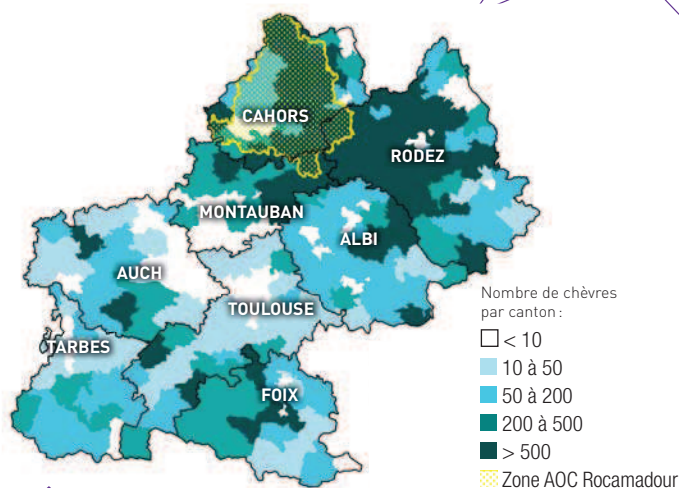 CAHORS
RODEZ
MONTAUBAN
ALBI
AUCH
TOULOUSE
TARBES
FOIX
Nombre de chèvres
par canton :
< 10
10 à 50
50 à 200
200 à 500
> 500
Zone AOC Rocamadour